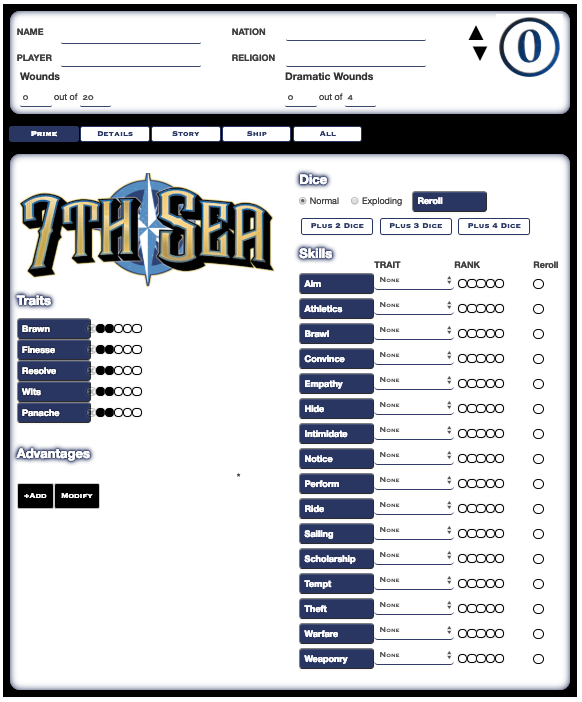 NAME
NATION
0
PLAYER
RELIGION
Wounds
Dramatic Wounds
0 out of 20
0 out of 4
PRIME
DETAILS
STORY
SHIP
ALL
7TH SEA
Traits
Brawn
Finesse
Resolve
Wits
Panache
Advantages
*
+ADD
MODIFY
Dice
Normal
Exploding
Reroll
PLUS 2 DICE
PLUS 3 DICE
PLUS 4 DICE
Skills
TRAIT RANK Reroll
Aim NONE
Athletics NONE
Brawl NONE
Convince NONE
Empathy NONE
Hide NONE
Intimidate NONE
Notice NONE
Perform NONE
Ride NONE
Sailing NONE
Scholarship NONE
Tempt NONE
Theft NONE
Warfare NONE
Weaponry NONE